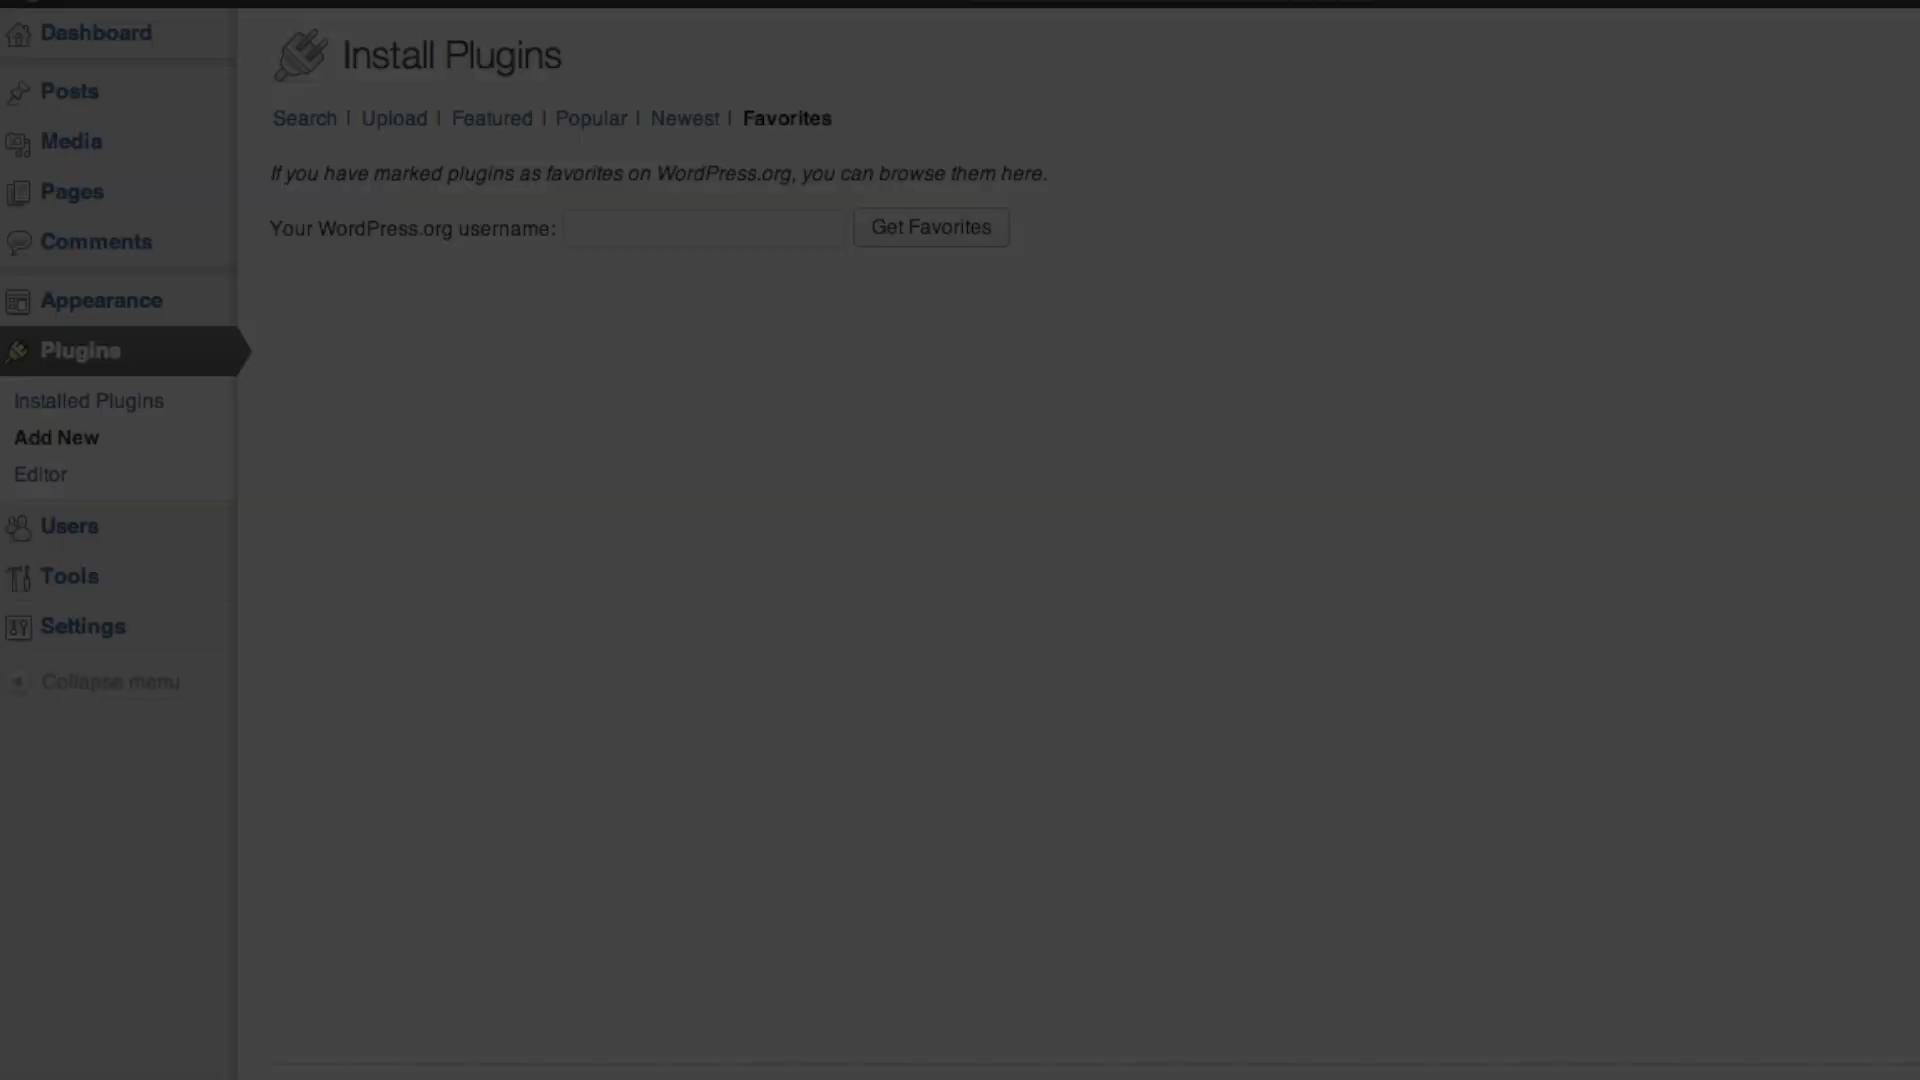 Dashboard
Posts
Media
Pages
Comments
Appearance
Plugins
Installed Plugins
Add New
Editor
Users
Tools
Settings
Collapse menu
Install Plugins
Search | Upload | Featured | Popular | Newest | Favorites
If you have marked plugins as favorites on WordPress.org, you can browse them here.
Your WordPress.org username: Get Favorites